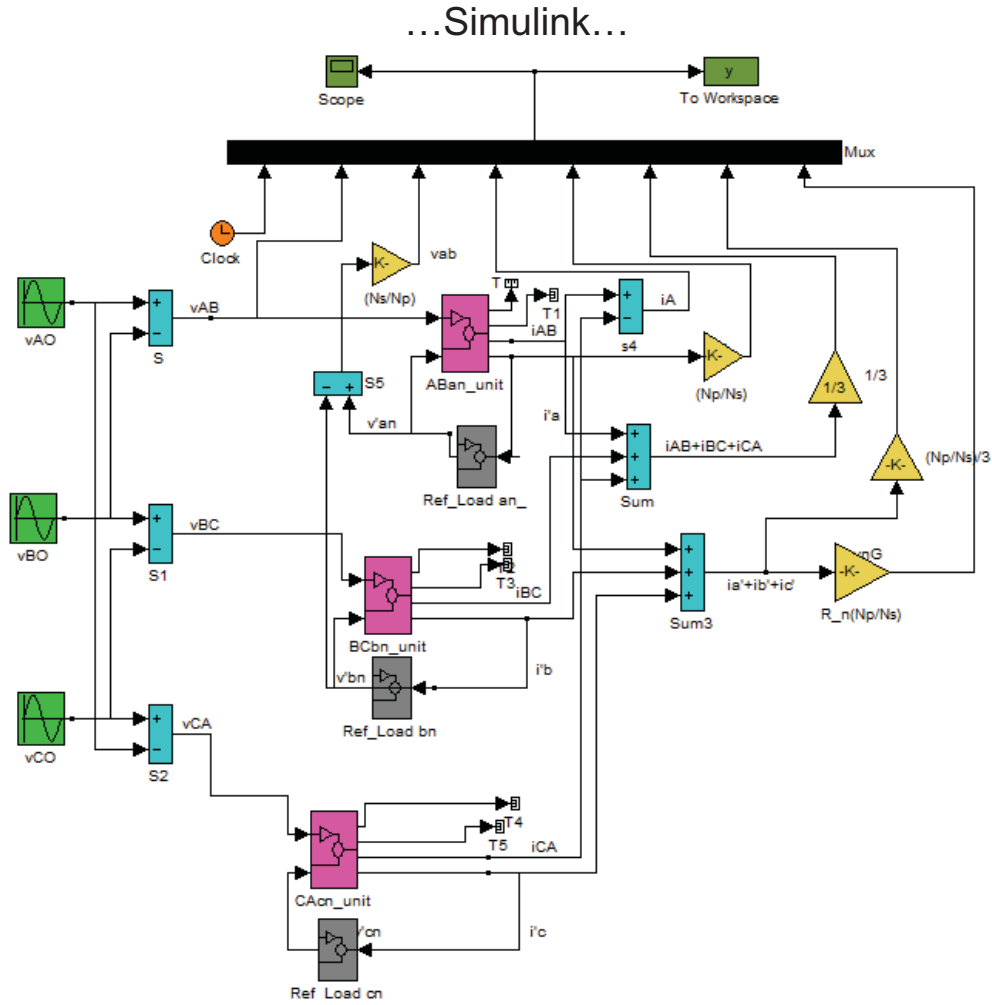 …Simulink…
y
Scope
To Workspace
Mux
Clock
K-
vab
(Ns/Np)
T
T1
iA
vAO
S
vAB
iAB
s4
ABan_unit
S5
-K-
(Np/Ns)
1/3
1/3
v'an
i'a
iAB+iBC+iCA
-K-
(Np/Ns)/3
Ref_Load an_
Sum
vBO
S1
vBC
T3
iBC
BCbn_unit
ia'+ib'+ic'
vnG
-K-
Sum3
R_n(Np/Ns)
v'bn
i'b
Ref_Load bn
vCO
S2
vCA
T4
T5
iCA
CAcn_unit
v'cn
i'c
Ref_Load cn